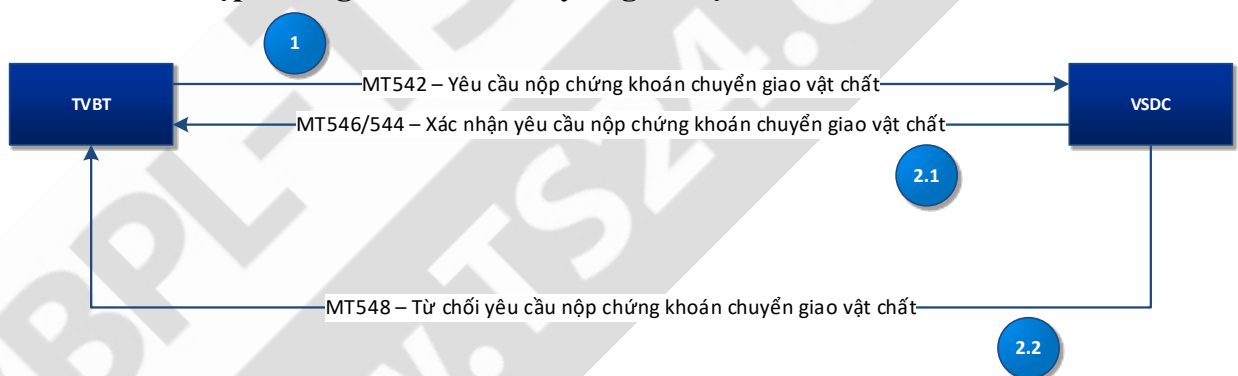 1
MT542 – Yêu cầu nộp chứng khoán chuyển giao vật chất
TVBT
VSDC
MT546/544 – Xác nhận yêu cầu nộp chứng khoán chuyển giao vật chất
2.1
MT548 – Từ chối yêu cầu nộp chứng khoán chuyển giao vật chất
2.2